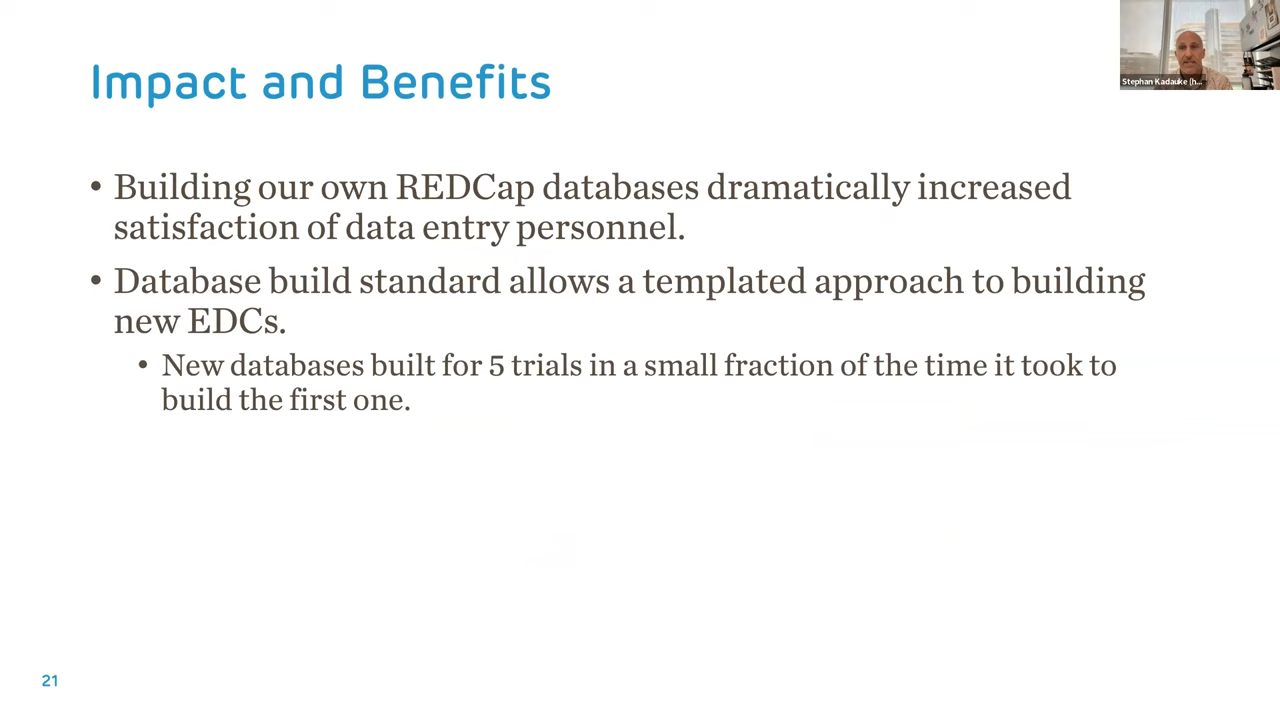 Impact and Benefits
Stephan Kadauke (h...
• Building our own REDCap databases dramatically increased
satisfaction of data entry personnel.
• Database build standard allows a templated approach to building
new EDCs.
• New databases built for 5 trials in a small fraction of the time it took to
build the first one.
21